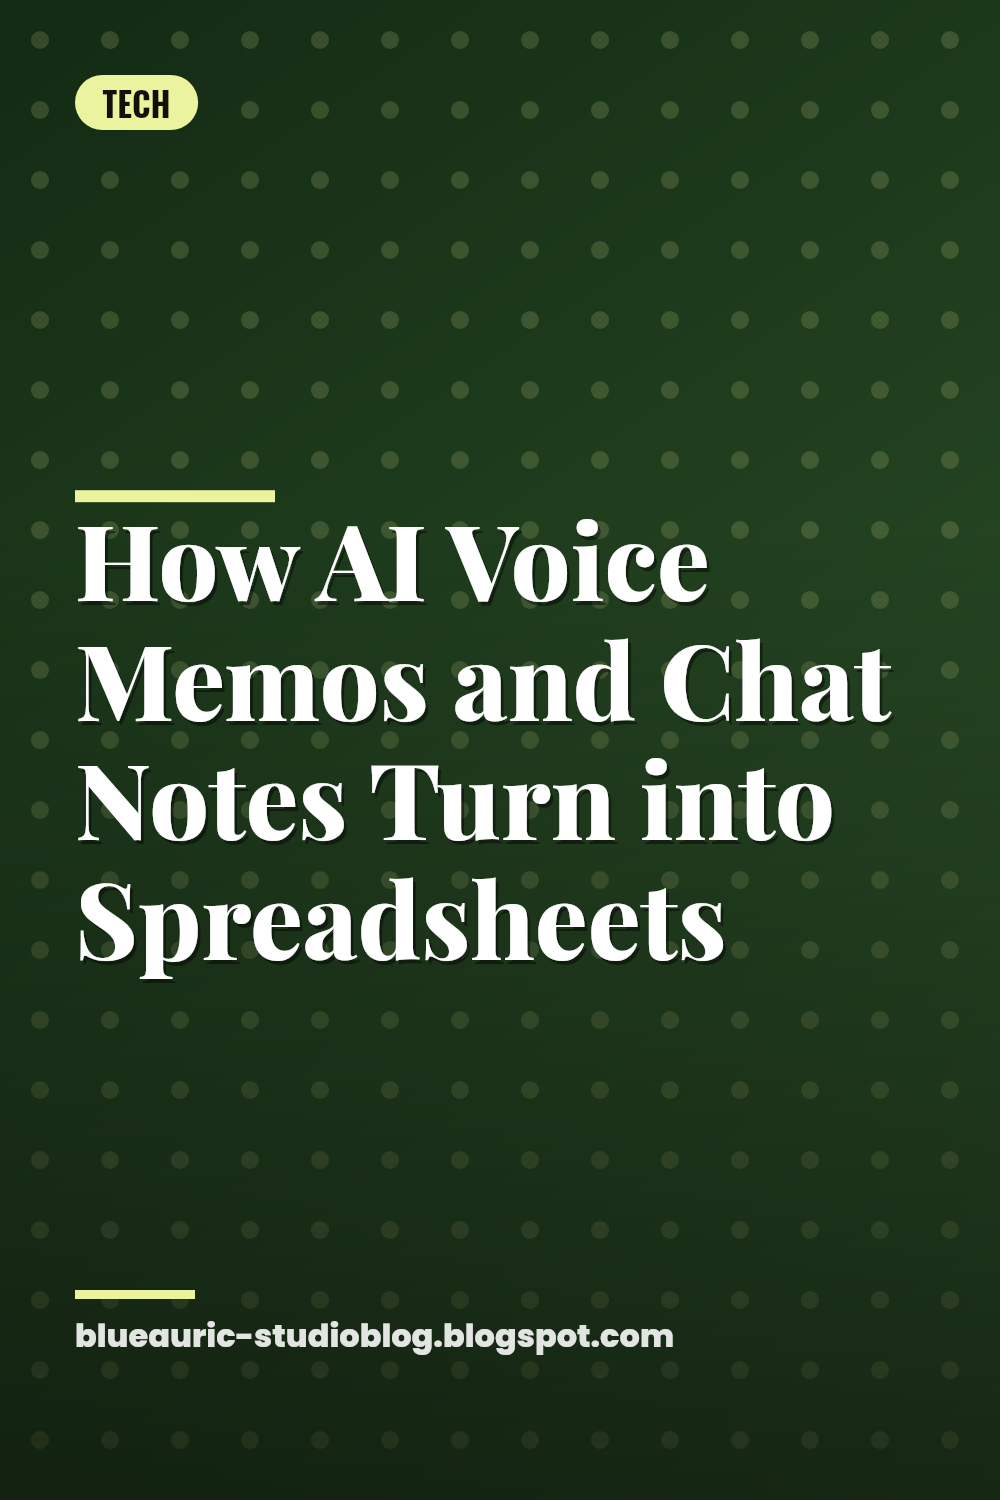 TECH
How AI Voice
Memos and Chat
Notes Turn into
Spreadsheets
blueauric-studioblog.blogspot.com